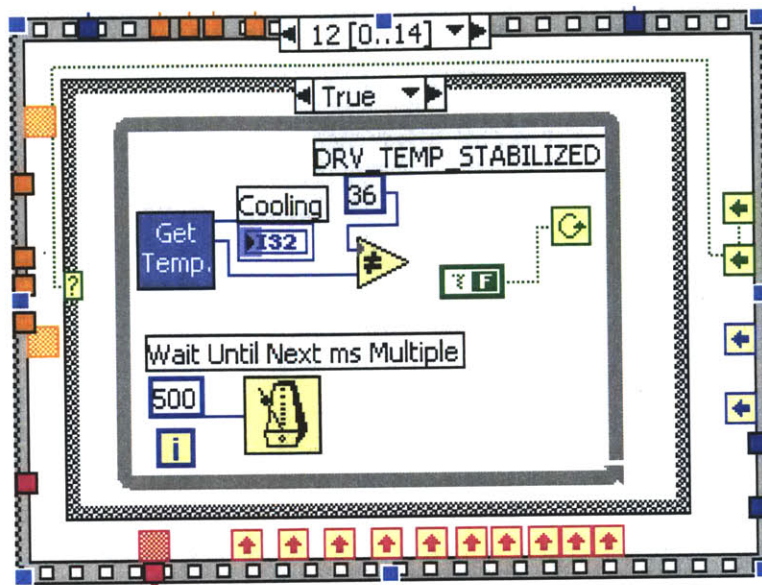 12 [0..14]
True
DRV_TEMP_STABILIZED
36
Cooling
I32
Get
Temp.
≠
?
F
Wait Until Next ms Multiple
500
i